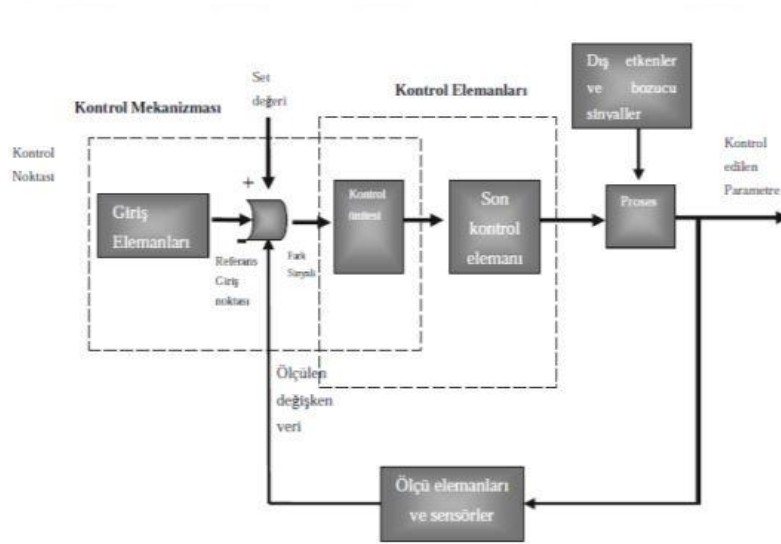 Set
değeri
Kontrol Mekanizması
Kontrol Elemanları
Dış etkenler
ve bozucu
sinyaller
Kontrol
Noktası
Kontrol
edilen
Parametre
+
Giriş
Elemanları
-
Referans
Giriş
noktası
Fark
Sinyali
Kontrol
ünitesi
Son
kontrol
elemanı
Proses
Ölçülen
değişken
veri
Ölçü elemanları
ve sensörler